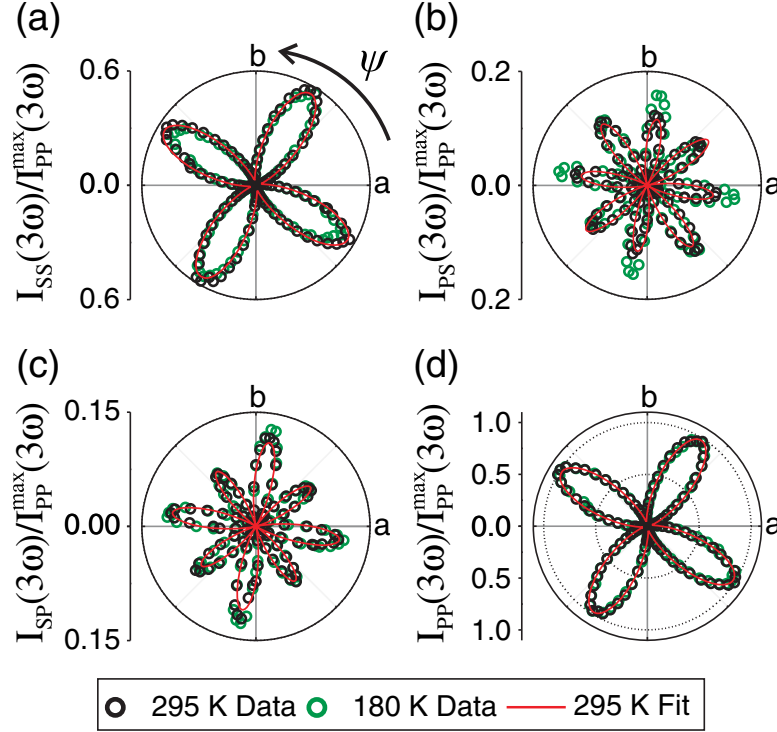 (a)
b
ψ
a
I_SS(3ω)/I_PP^max(3ω)
0.6
0.0
0.6
(b)
b
a
I_PS(3ω)/I_PP^max(3ω)
0.2
0.0
0.2
(c)
b
a
I_SP(3ω)/I_PP^max(3ω)
0.15
0.00
0.15
(d)
b
a
I_PP(3ω)/I_PP^max(3ω)
1.0
0.5
0.0
0.5
1.0
295 K Data 180 K Data 295 K Fit